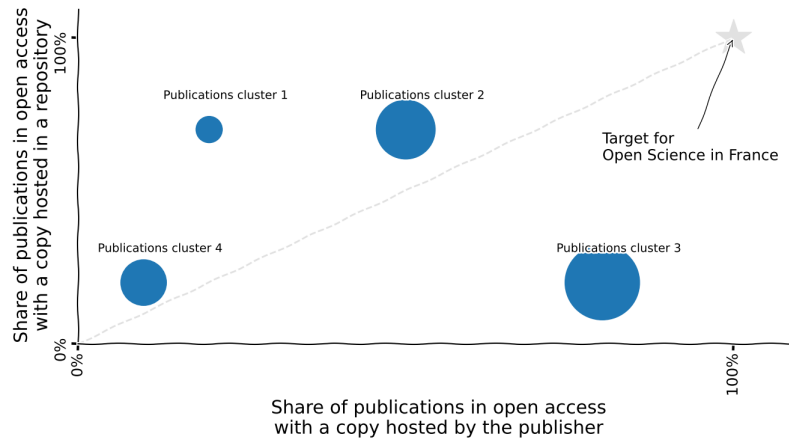 Share of publications in open access
with a copy hosted in a repository
100%
0%
Publications cluster 1
Publications cluster 2
Target for
Open Science in France
Publications cluster 4
Publications cluster 3
0%
100%
Share of publications in open access
with a copy hosted by the publisher